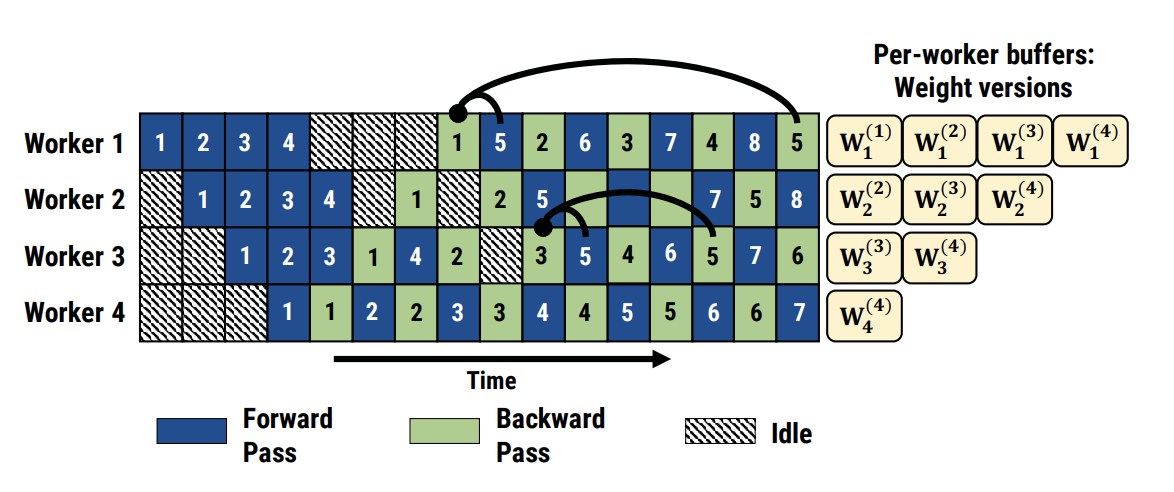 Per-worker buffers:
Weight versions
Worker 1 1 2 3 4 1 5 2 6 3 7 4 8 5 W₁⁽¹⁾ W₁⁽²⁾ W₁⁽³⁾ W₁⁽⁴⁾
Worker 2 1 2 3 4 1 2 5 7 5 8 W₂⁽²⁾ W₂⁽³⁾ W₂⁽⁴⁾
Worker 3 1 2 3 1 4 2 3 5 4 6 5 7 6 W₃⁽³⁾ W₃⁽⁴⁾
Worker 4 1 1 2 2 3 3 4 4 5 5 6 6 7 W₄⁽⁴⁾
Time
Forward Pass
Backward Pass
Idle